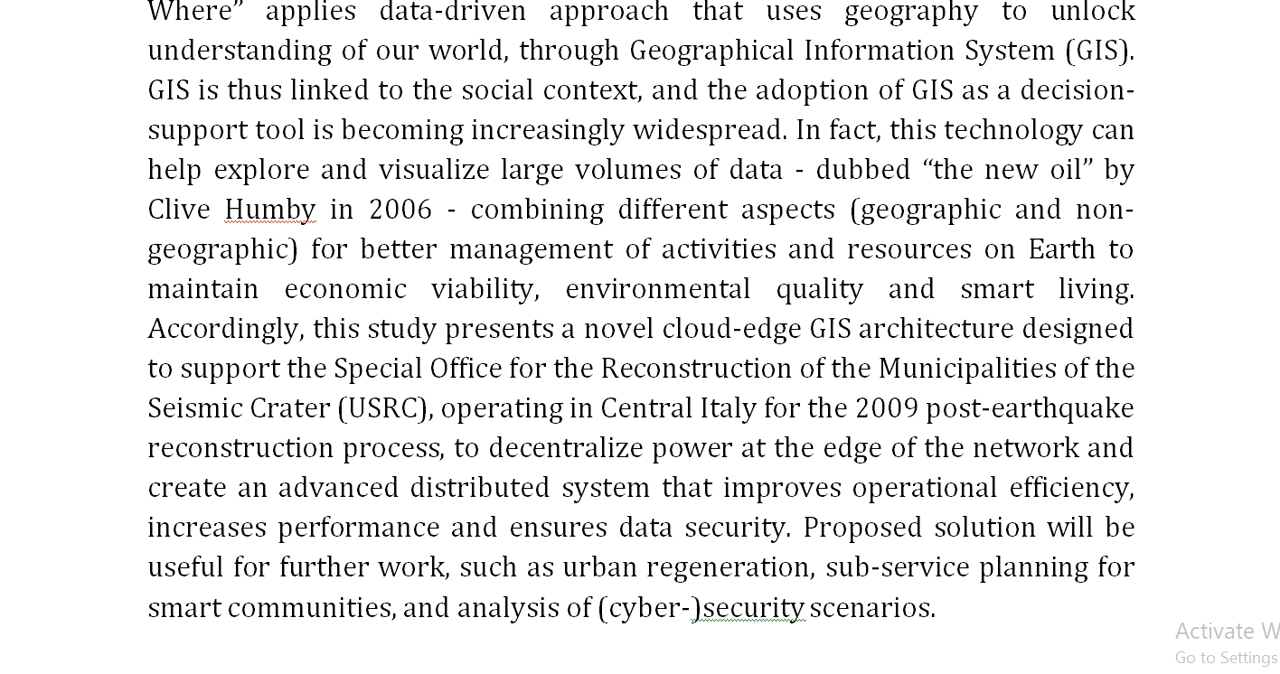 Where” applies data-driven approach that uses geography to unlock
understanding of our world, through Geographical Information System (GIS).
GIS is thus linked to the social context, and the adoption of GIS as a decision-
support tool is becoming increasingly widespread. In fact, this technology can
help explore and visualize large volumes of data - dubbed “the new oil” by
Clive Humby in 2006 - combining different aspects (geographic and non-
geographic) for better management of activities and resources on Earth to
maintain economic viability, environmental quality and smart living.
Accordingly, this study presents a novel cloud-edge GIS architecture designed
to support the Special Office for the Reconstruction of the Municipalities of the
Seismic Crater (USRC), operating in Central Italy for the 2009 post-earthquake
reconstruction process, to decentralize power at the edge of the network and
create an advanced distributed system that improves operational efficiency,
increases performance and ensures data security. Proposed solution will be
useful for further work, such as urban regeneration, sub-service planning for
smart communities, and analysis of (cyber-)security scenarios.
Activate W
Go to Settings